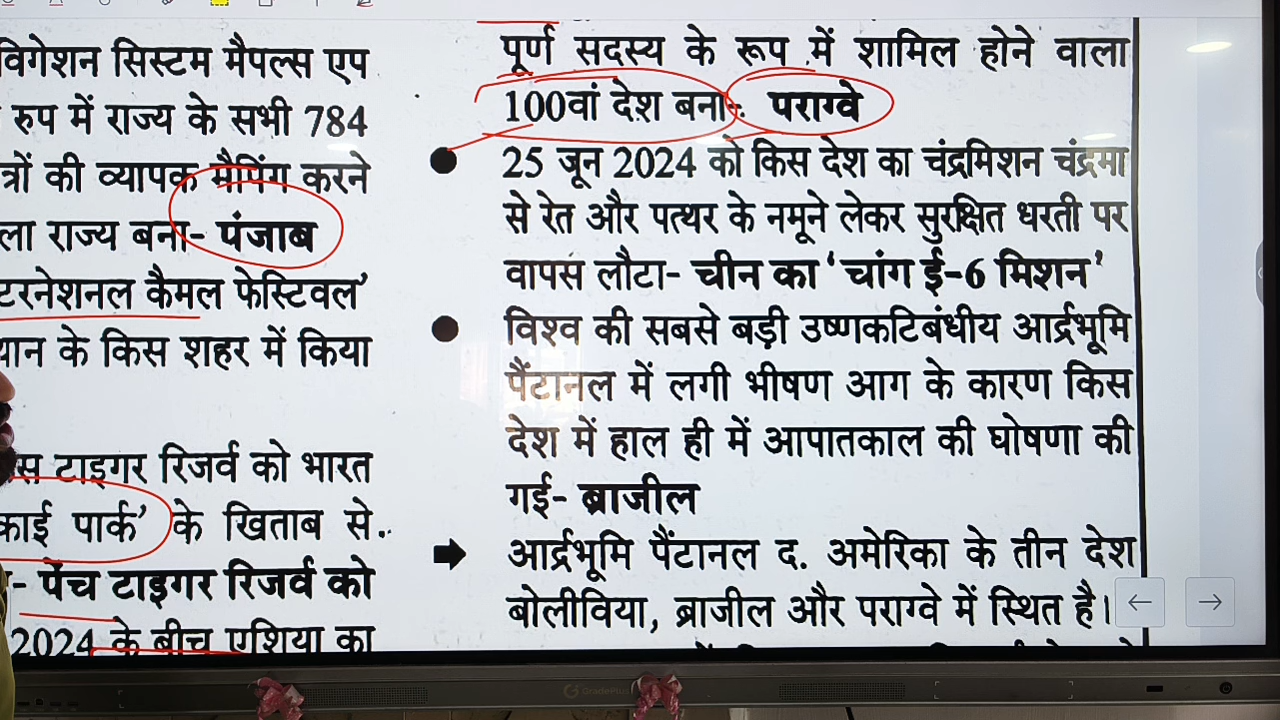 विगेशन सिस्टम मैपल्स एप
रुप में राज्य के सभी 784
त्रों की व्यापक मैपिंग करने
ला राज्य बना- पंजाब
टरनेशनल कैमल फेस्टिवल’
थान के किस शहर में किया
स टाइगर रिजर्व को भारत
काई पार्क’ के खिताब से
- पेंच टाइगर रिजर्व को
2024 के बीच एशिया का
पूर्ण सदस्य के रूप में शामिल होने वाला
100वां देश बना- पराग्वे
● 25 जून 2024 को किस देश का चंद्रमिशन चंद्रमा
से रेत और पत्थर के नमूने लेकर सुरक्षित धरती पर
वापस लौटा- चीन का ‘चांग ई-6 मिशन’
● विश्व की सबसे बड़ी उष्णकटिबंधीय आर्द्रभूमि
पैंटानल में लगी भीषण आग के कारण किस
देश में हाल ही में आपातकाल की घोषणा की
गई- ब्राजील
➡ आर्द्रभूमि पैंटानल द. अमेरिका के तीन देश
बोलीविया, ब्राजील और पराग्वे में स्थित है।